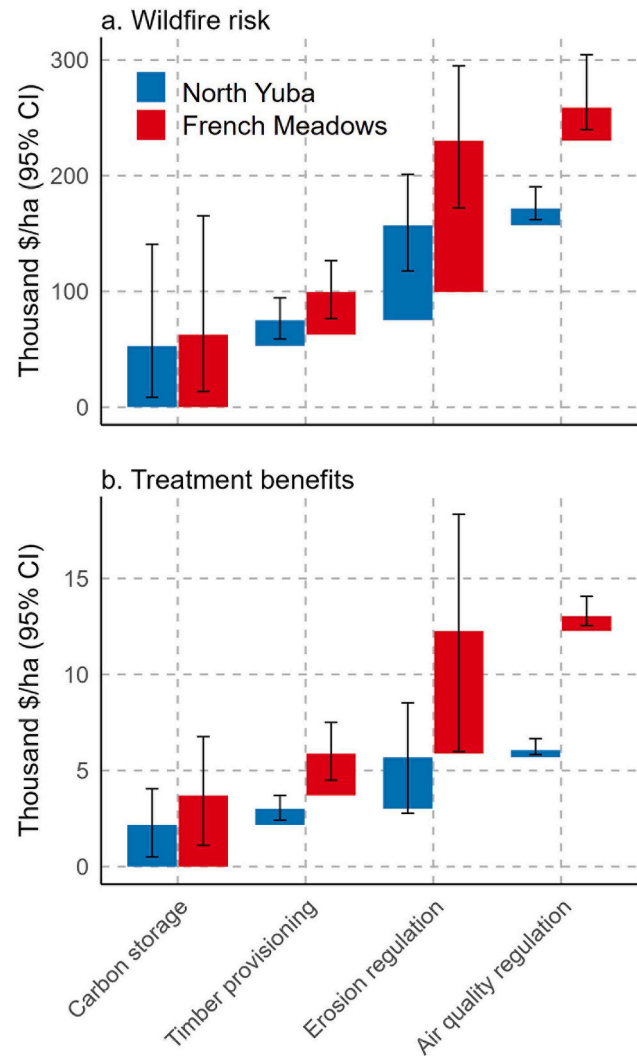 a. Wildfire risk
North Yuba
French Meadows
Thousand $/ha (95% CI)
300
200
100
0
b. Treatment benefits
Thousand $/ha (95% CI)
15
10
5
0
Carbon storage
Timber provisioning
Erosion regulation
Air quality regulation